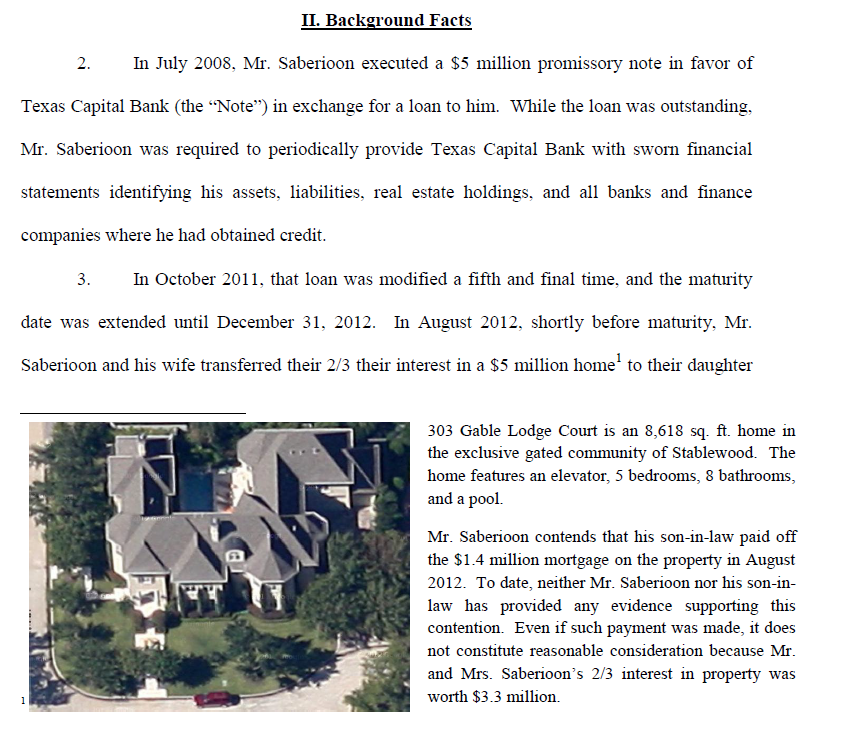 II. Background Facts
2. In July 2008, Mr. Saberioon executed a $5 million promissory note in favor of
Texas Capital Bank (the “Note”) in exchange for a loan to him. While the loan was outstanding,
Mr. Saberioon was required to periodically provide Texas Capital Bank with sworn financial
statements identifying his assets, liabilities, real estate holdings, and all banks and finance
companies where he had obtained credit.
3. In October 2011, that loan was modified a fifth and final time, and the maturity
date was extended until December 31, 2012. In August 2012, shortly before maturity, Mr.
Saberioon and his wife transferred their 2/3 their interest in a $5 million home¹ to their daughter
303 Gable Lodge Court is an 8,618 sq. ft. home in
the exclusive gated community of Stablewood. The
home features an elevator, 5 bedrooms, 8 bathrooms,
and a pool.
Mr. Saberioon contends that his son-in-law paid off
the $1.4 million mortgage on the property in August
2012. To date, neither Mr. Saberioon nor his son-in-
law has provided any evidence supporting this
contention. Even if such payment was made, it does
not constitute reasonable consideration because Mr.
and Mrs. Saberioon’s 2/3 interest in property was
worth $3.3 million.
1